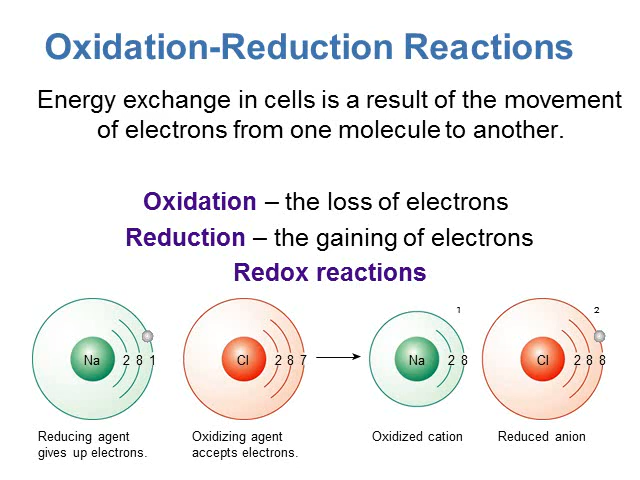 Oxidation-Reduction Reactions
Energy exchange in cells is a result of the movement
of electrons from one molecule to another.
Oxidation – the loss of electrons
Reduction – the gaining of electrons
Redox reactions
1 2
Na 2 8 1 Cl 2 8 7 Na 2 8 Cl 2 8 8
Reducing agent Oxidizing agent Oxidized cation Reduced anion
gives up electrons. accepts electrons.